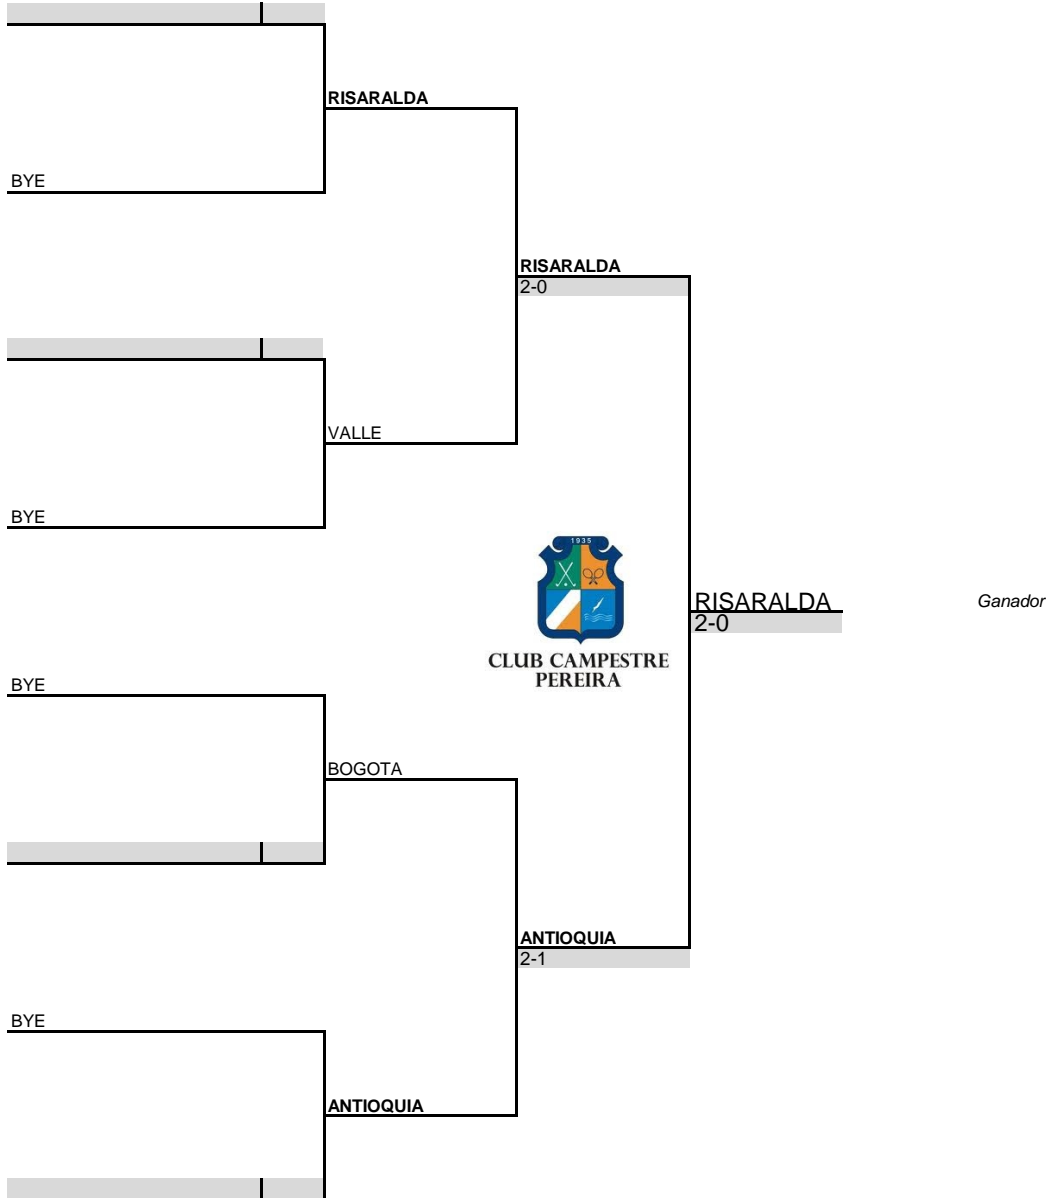 RISARALDA
BYE
RISARALDA
2-0
VALLE
BYE
1935
RISARALDA
Ganador
2-0
CLUB CAMPESTRE
PEREIRA
BYE
BOGOTA
ANTIOQUIA
2-1
BYE
ANTIOQUIA